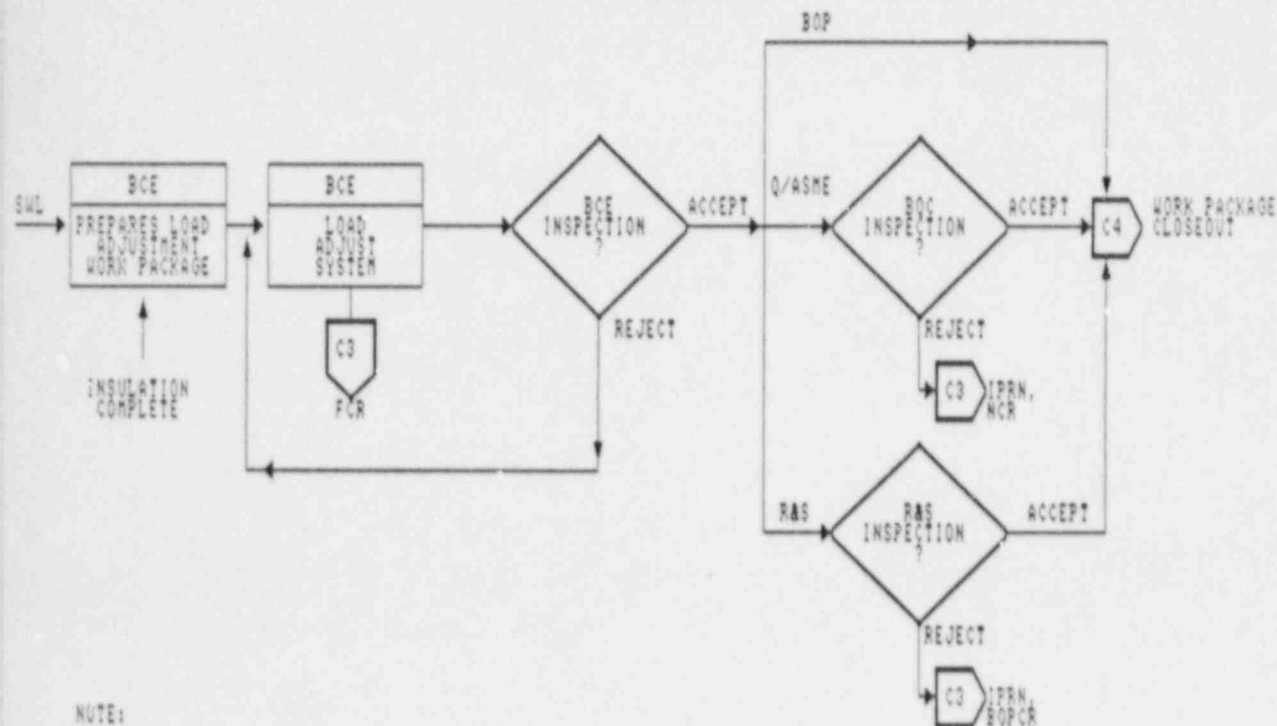 BOP
SWL
BCE
PREPARES LOAD
ADJUSTMENT
WORK PACKAGE
INSULATION
COMPLETE
BCE
LOAD
ADJUST
SYSTEM
C3
FCR
BCE
INSPECTION
?
ACCEPT
REJECT
Q/ASME
BQC
INSPECTION
?
ACCEPT
REJECT
C3
IPRN,
NCR
C4
WORK PACKAGE
CLOSEOUT
R&S
R&S
INSPECTION
?
ACCEPT
REJECT
C3
IPRN,
BOPCR
NOTE: